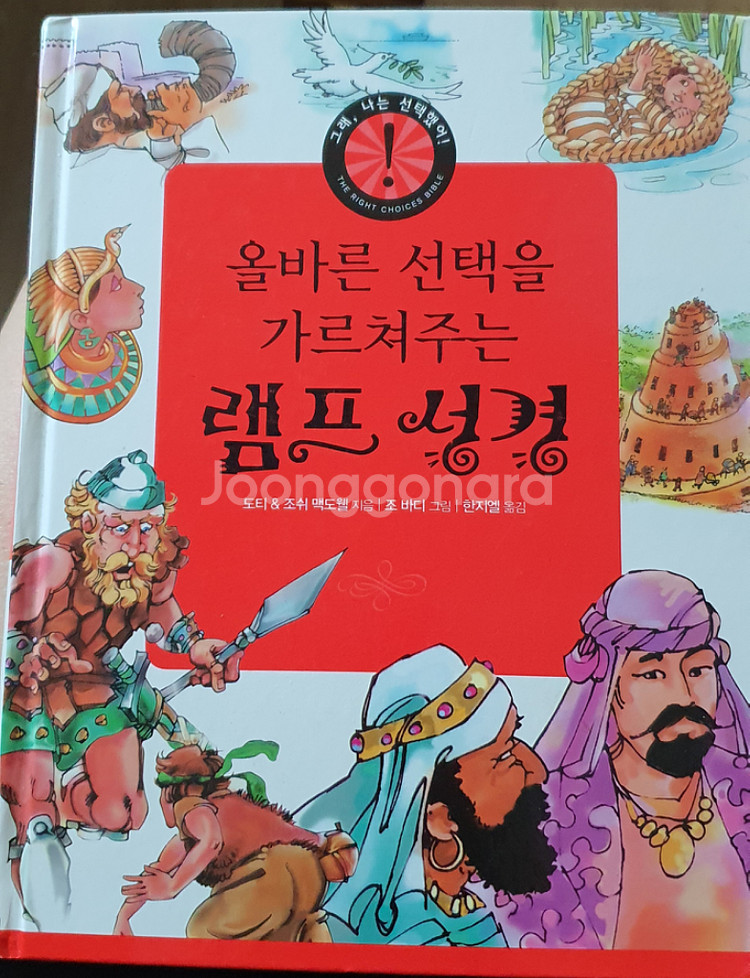 그래, 나는 선택했어!
!
THE RIGHT CHOICES BIBLE
올바른 선택을
가르쳐주는
램프 성경
Joonggonara
도티 & 조쉬 맥도웰 지음 | 조 바디 그림 | 한지엘 옮김